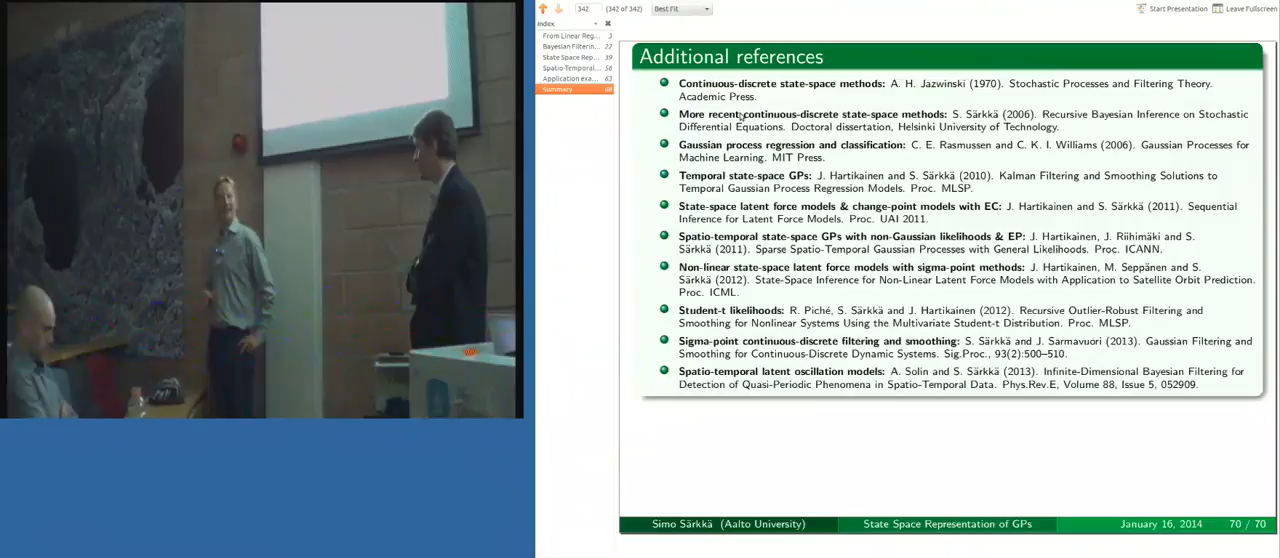 342 (342 of 342) Best Fit Start Presentation Leave Fullscreen
Index
From Linear Reg... 3
Bayesian Filterin... 22
State Space Rep... 39
Spatio-Temporal... 56
Application exa... 63
Summary 68
Additional references
Continuous-discrete state-space methods: A. H. Jazwinski (1970). Stochastic Processes and Filtering Theory.
Academic Press.
More recent continuous-discrete state-space methods: S. Särkkä (2006). Recursive Bayesian Inference on Stochastic
Differential Equations. Doctoral dissertation, Helsinki University of Technology.
Gaussian process regression and classification: C. E. Rasmussen and C. K. I. Williams (2006). Gaussian Processes for
Machine Learning. MIT Press.
Temporal state-space GPs: J. Hartikainen and S. Särkkä (2010). Kalman Filtering and Smoothing Solutions to
Temporal Gaussian Process Regression Models. Proc. MLSP.
State-space latent force models & change-point models with EC: J. Hartikainen and S. Särkkä (2011). Sequential
Inference for Latent Force Models. Proc. UAI 2011.
Spatio-temporal state-space GPs with non-Gaussian likelihoods & EP: J. Hartikainen, J. Riihimäki and S.
Särkkä (2011). Sparse Spatio-Temporal Gaussian Processes with General Likelihoods. Proc. ICANN.
Non-linear state-space latent force models with sigma-point methods: J. Hartikainen, M. Seppänen and S.
Särkkä (2012). State-Space Inference for Non-Linear Latent Force Models with Application to Satellite Orbit Prediction.
Proc. ICML.
Student-t likelihoods: R. Piché, S. Särkkä and J. Hartikainen (2012). Recursive Outlier-Robust Filtering and
Smoothing for Nonlinear Systems Using the Multivariate Student-t Distribution. Proc. MLSP.
Sigma-point continuous-discrete filtering and smoothing: S. Särkkä and J. Sarmavuori (2013). Gaussian Filtering and
Smoothing for Continuous-Discrete Dynamic Systems. Sig.Proc., 93(2):500–510.
Spatio-temporal latent oscillation models: A. Solin and S. Särkkä (2013). Infinite-Dimensional Bayesian Filtering for
Detection of Quasi-Periodic Phenomena in Spatio-Temporal Data. Phys.Rev.E, Volume 88, Issue 5, 052909.
Simo Särkkä (Aalto University) State Space Representation of GPs January 16, 2014 70 / 70